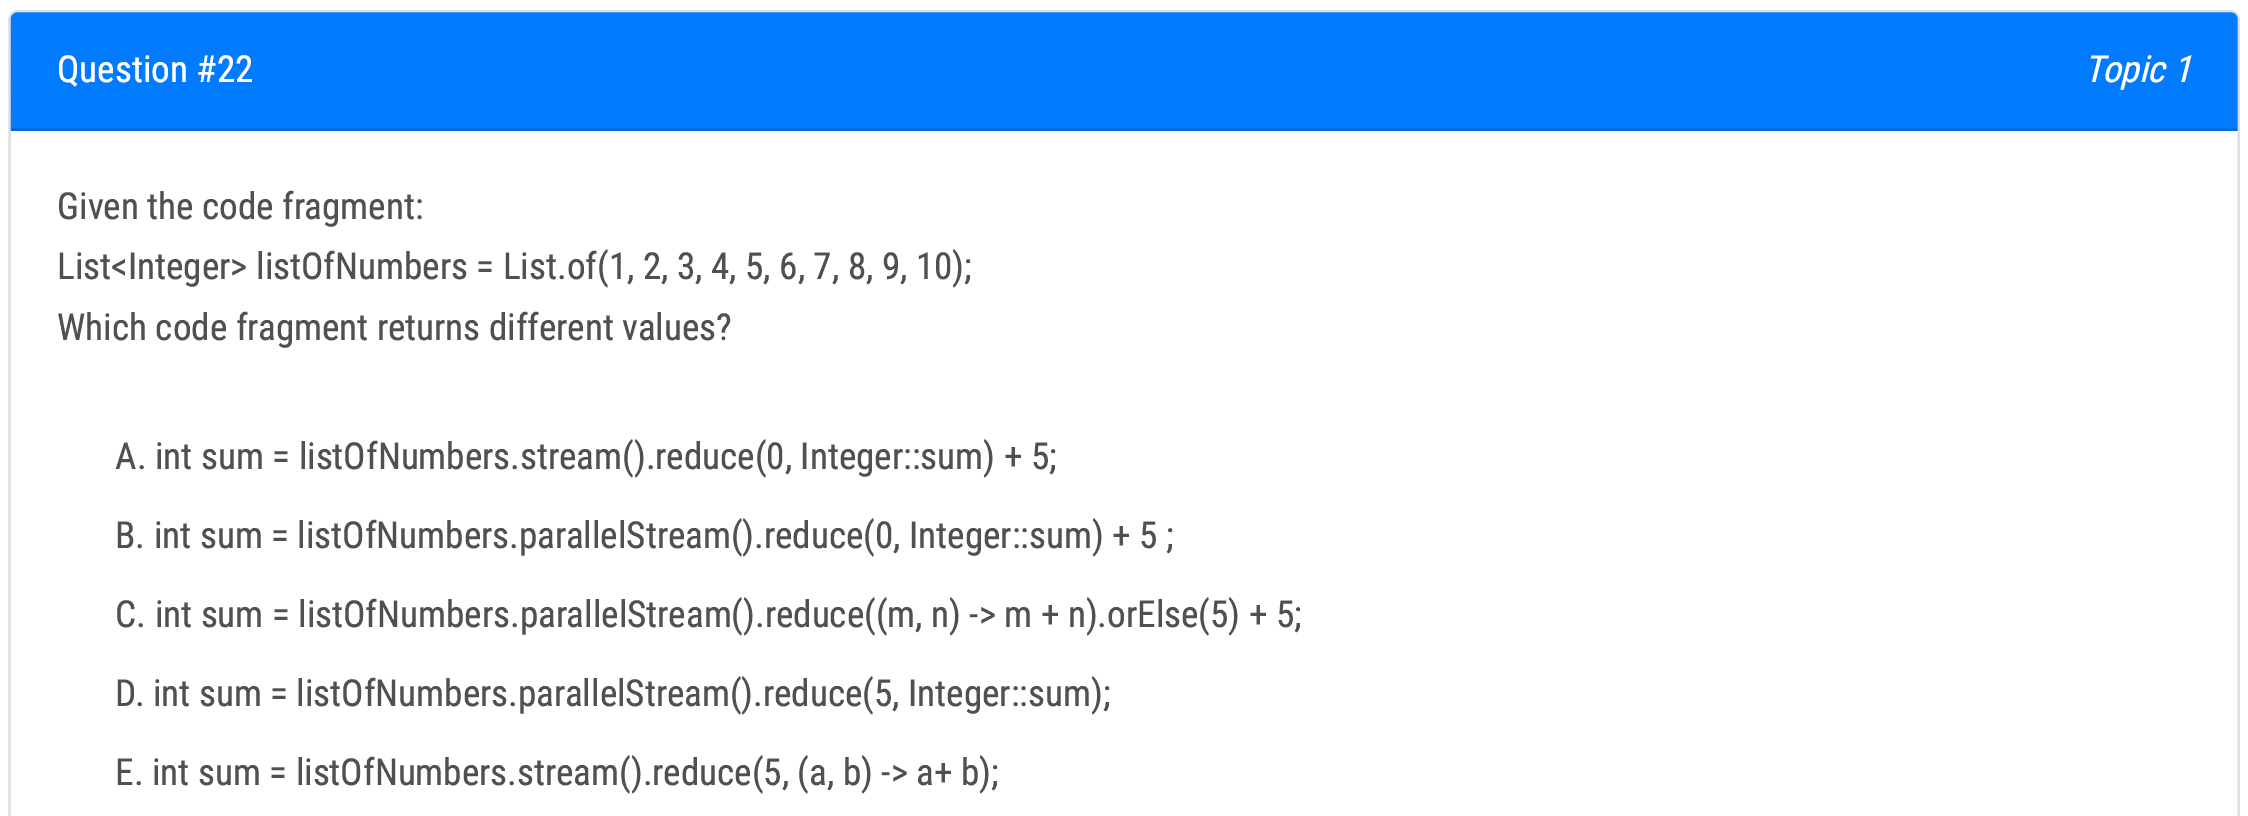 Question #22
Topic 1
Given the code fragment:
List<Integer> listOfNumbers = List.of(1, 2, 3, 4, 5, 6, 7, 8, 9, 10);
Which code fragment returns different values?
A. int sum = listOfNumbers.stream().reduce(0, Integer::sum) + 5;
B. int sum = listOfNumbers.parallelStream().reduce(0, Integer::sum) + 5 ;
C. int sum = listOfNumbers.parallelStream().reduce((m, n) -> m + n).orElse(5) + 5;
D. int sum = listOfNumbers.parallelStream().reduce(5, Integer::sum);
E. int sum = listOfNumbers.stream().reduce(5, (a, b) -> a+ b);